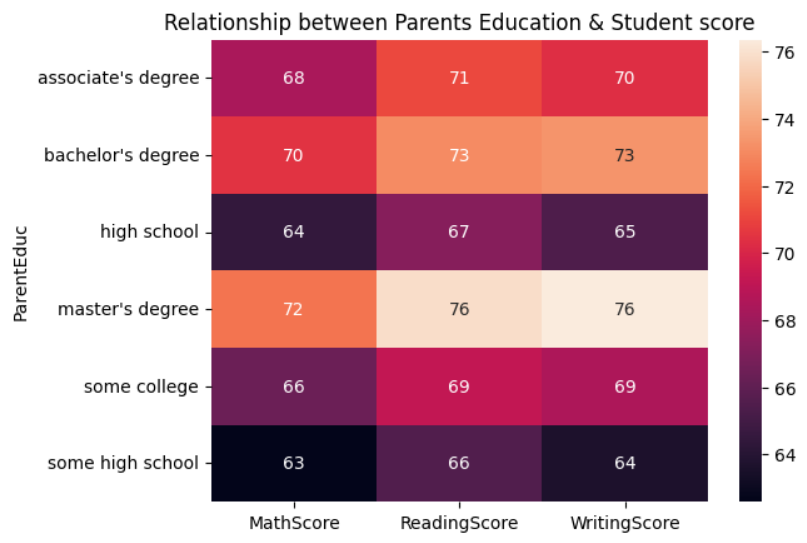 Relationship between Parents Education & Student score
ParentEduc
associate's degree 68 71 70
bachelor's degree 70 73 73
high school 64 67 65
master's degree 72 76 76
some college 66 69 69
some high school 63 66 64
MathScore ReadingScore WritingScore
76
74
72
70
68
66
64